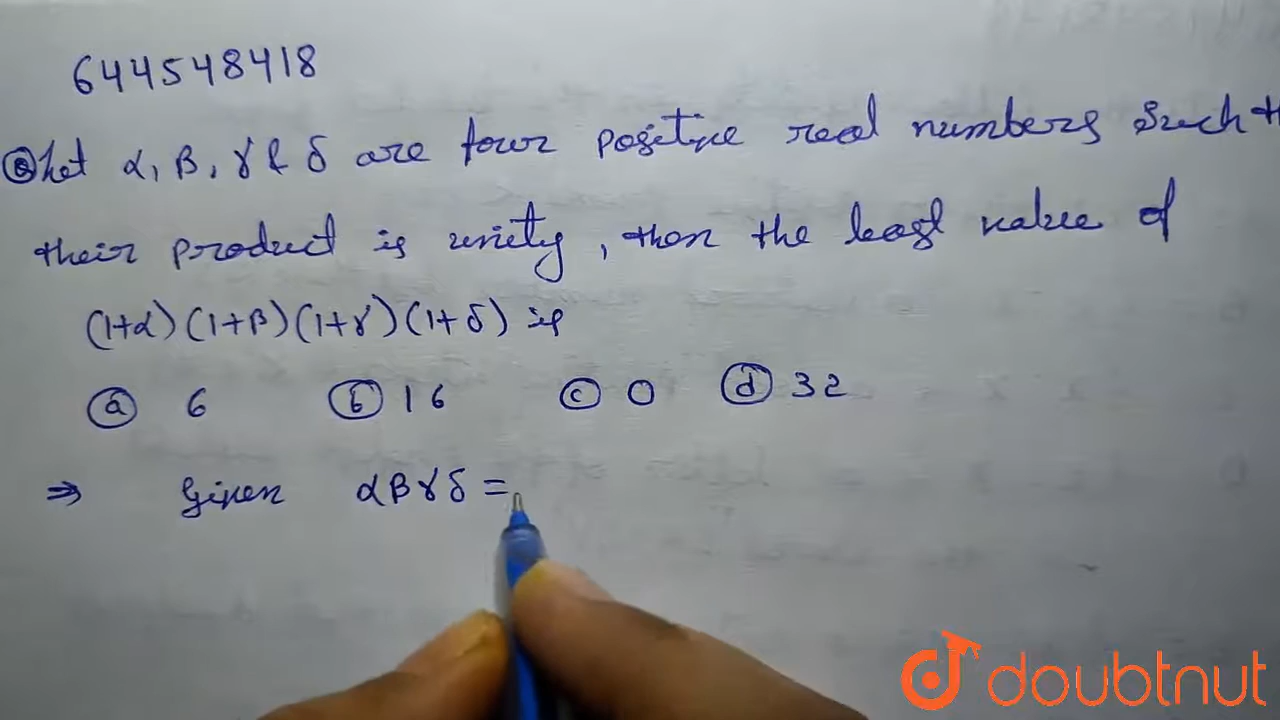 644548418
Q Let α, β, γ & δ are four positive real numbers such
their product is unity, then the least value of
(1+α)(1+β)(1+γ)(1+δ) is
(a) 6 (b) 16 (c) 0 (d) 32
⇒ Given αβγδ =
doubtnut